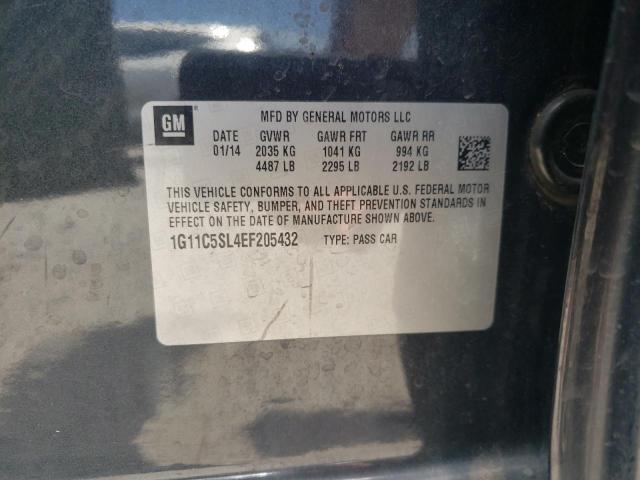 GM
MFD BY GENERAL MOTORS LLC
DATE GVWR GAWR FRT GAWR RR
01/14 2035 KG 1041 KG 994 KG
4487 LB 2295 LB 2192 LB
THIS VEHICLE CONFORMS TO ALL APPLICABLE U.S. FEDERAL MOTOR
VEHICLE SAFETY, BUMPER, AND THEFT PREVENTION STANDARDS IN
EFFECT ON THE DATE OF MANUFACTURE SHOWN ABOVE.
1G11C5SL4EF205432 TYPE: PASS CAR